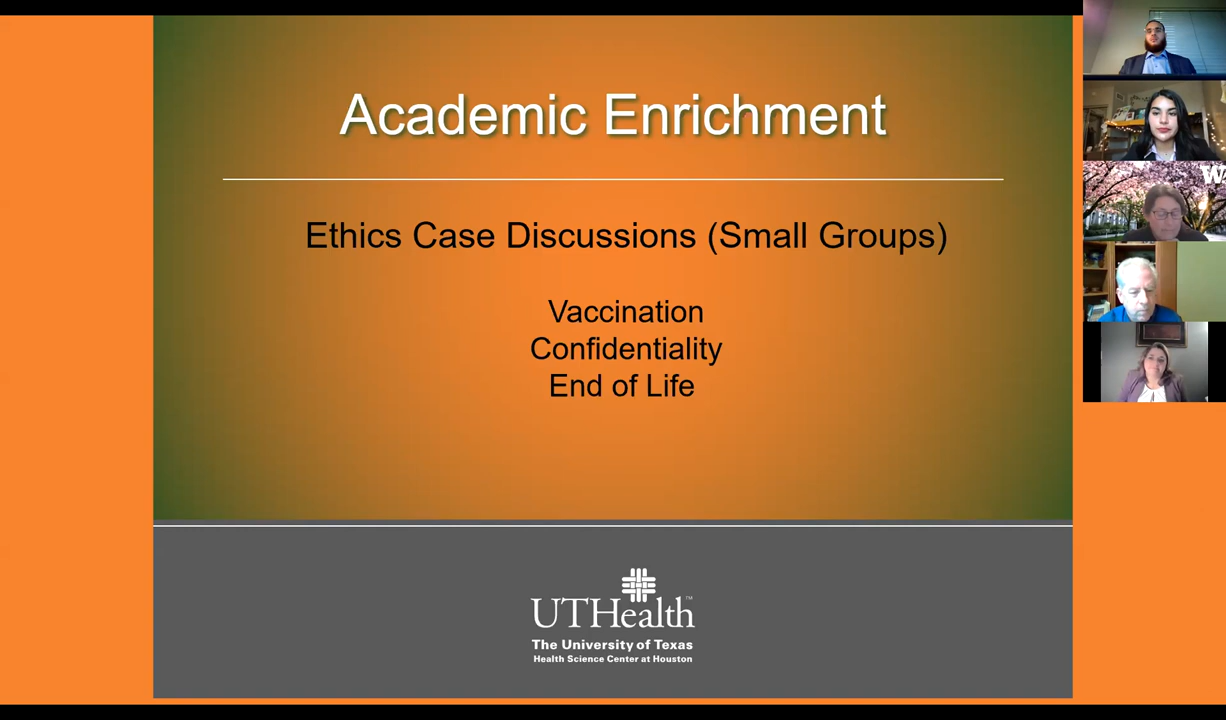 Academic Enrichment
Ethics Case Discussions (Small Groups)
Vaccination
Confidentiality
End of Life
UTHealth™
The University of Texas
Health Science Center at Houston
W